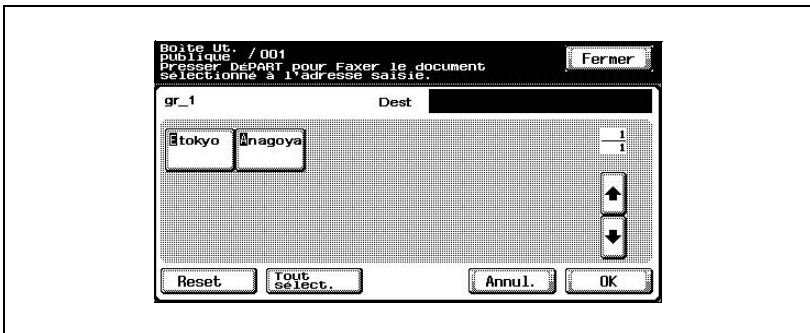 Boîte Ut.
publique / 001
Presser DéPART pour Faxer le document
sélectionné à l'adresse saisie.
Fermer
gr_1 Dest
E tokyo A nagoya
1
1
Reset Tout
sélect. Annul. OK